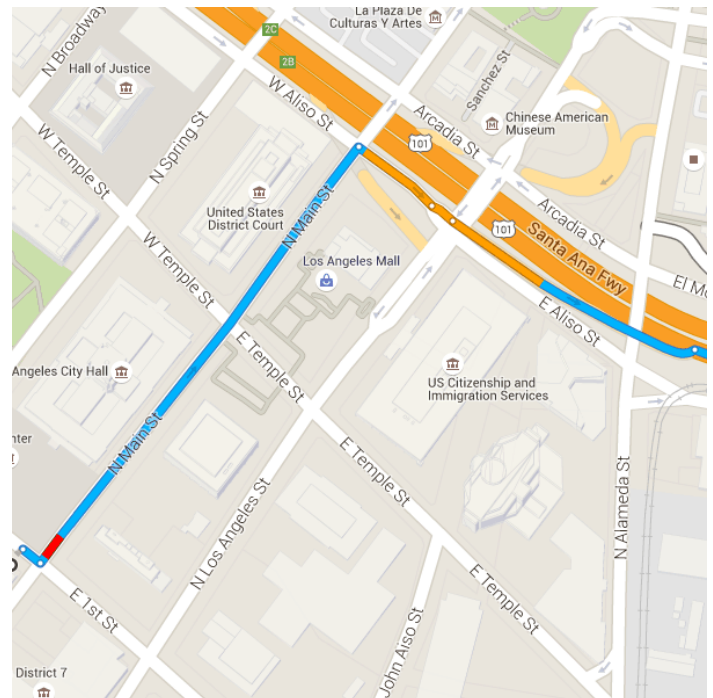 La Plaza De
Culturas Y Artes
N Broadway
2C
Hall of Justice
2B
Sanchez St
W Aliso St
Arcadia St
Chinese American
Museum
N Spring St
W Temple St
101
United States
District Court
N Main St
W Temple St
Los Angeles Mall
101
Arcadia St
Santa Ana Fwy
El Mo
E Aliso St
E Temple St
Angeles City Hall
US Citizenship and
Immigration Services
N Main St
nter
E Temple St
N Los Angeles St
N Alameda St
E 1st St
E Temple St
John Aiso St
District 7